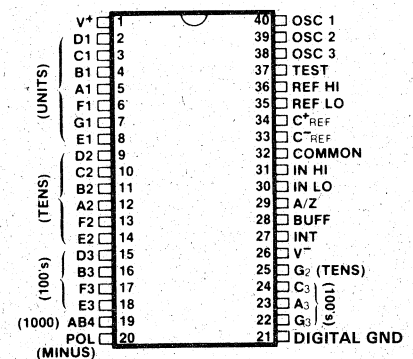 V+ 1 40 OSC 1
D1 2 39 OSC 2
C1 3 38 OSC 3
B1 4 37 TEST
(UNITS) A1 5 36 REF HI
F1 6 35 REF LO
G1 7 34 C+REF
E1 8 33 C-REF
D2 9 32 COMMON
C2 10 31 IN HI
B2 11 30 IN LO
(TENS) A2 12 29 A/Z
F2 13 28 BUFF
E2 14 27 INT
D3 15 26 V-
(100's) B3 16 25 G2 (TENS)
F3 17 24 C3
E3 18 23 A3 (100's)
(1000) AB4 19 22 G3
POL 20 21 DIGITAL GND
(MINUS)